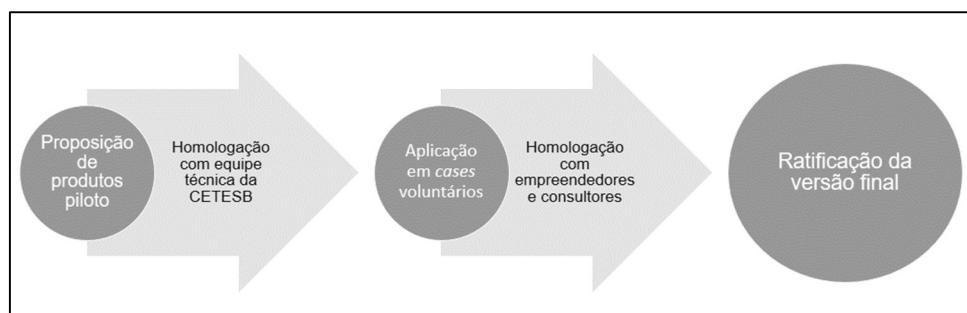 Proposição
de
produtos
piloto
Homologação
com equipe
técnica da
CETESB
Aplicação
em cases
voluntários
Homologação
com
empreendedores
e consultores
Ratificação da
versão final